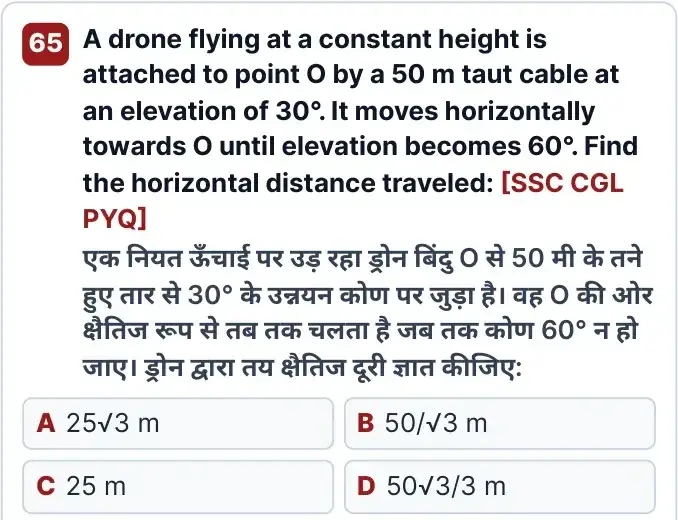 65 A drone flying at a constant height is
attached to point O by a 50 m taut cable at
an elevation of 30°. It moves horizontally
towards O until elevation becomes 60°. Find
the horizontal distance traveled: [SSC CGL
PYQ]
एक नियत ऊँचाई पर उड़ रहा ड्रोन बिंदु O से 50 मी के तने
हुए तार से 30° के उन्नयन कोण पर जुड़ा है। वह O की ओर
क्षैतिज रूप से तब तक चलता है जब तक कोण 60° न हो
जाए। ड्रोन द्वारा तय क्षैतिज दूरी ज्ञात कीजिए:
A 25√3 m
B 50/√3 m
C 25 m
D 50√3/3 m